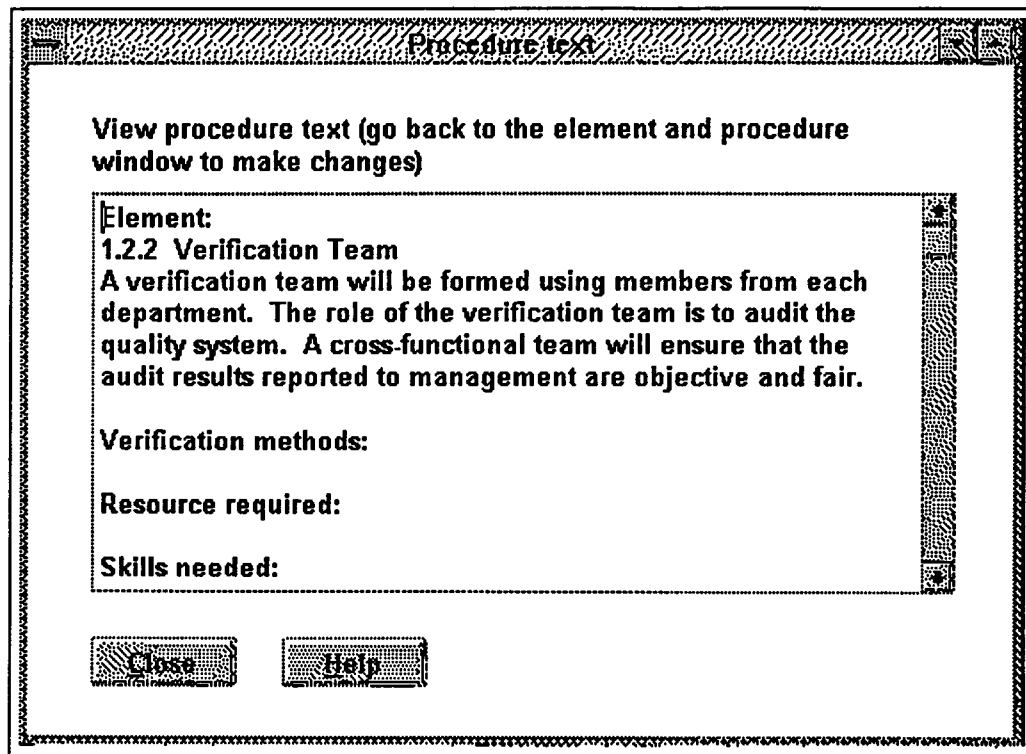 Procedure text
View procedure text (go back to the element and procedure
window to make changes)
Element:
1.2.2 Verification Team
A verification team will be formed using members from each
department. The role of the verification team is to audit the
quality system. A cross-functional team will ensure that the
audit results reported to management are objective and fair.
Verification methods:
Resource required:
Skills needed:
Close Help